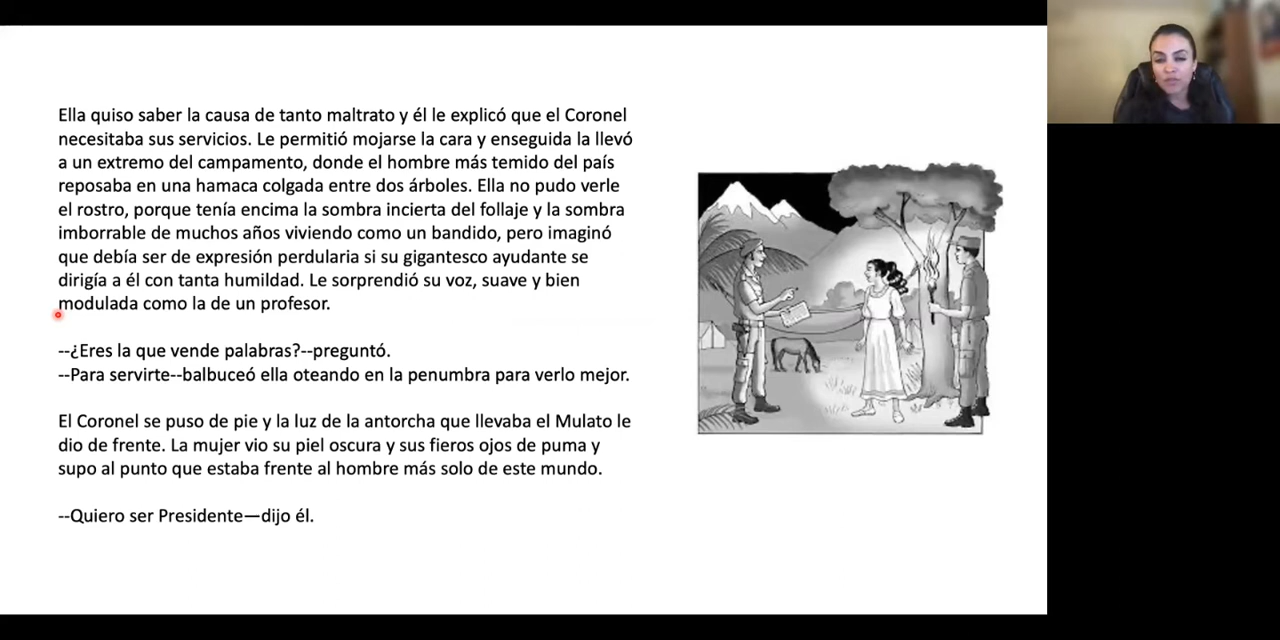 Ella quiso saber la causa de tanto maltrato y él le explicó que el Coronel
necesitaba sus servicios. Le permitió mojarse la cara y enseguida la llevó
a un extremo del campamento, donde el hombre más temido del país
reposaba en una hamaca colgada entre dos árboles. Ella no pudo verle
el rostro, porque tenía encima la sombra incierta del follaje y la sombra
imborrable de muchos años viviendo como un bandido, pero imaginó
que debía ser de expresión perdularia si su gigantesco ayudante se
dirigía a él con tanta humildad. Le sorprendió su voz, suave y bien
modulada como la de un profesor.
--¿Eres la que vende palabras?--preguntó.
--Para servirte--balbuceó ella oteando en la penumbra para verlo mejor.
El Coronel se puso de pie y la luz de la antorcha que llevaba el Mulato le
dio de frente. La mujer vio su piel oscura y sus fieros ojos de puma y
supo al punto que estaba frente al hombre más solo de este mundo.
--Quiero ser Presidente—dijo él.